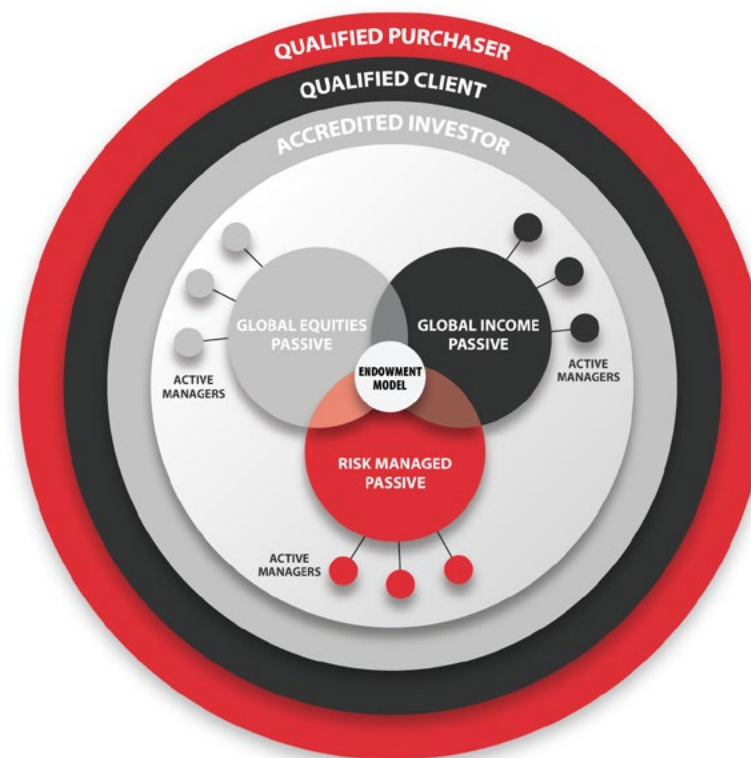 QUALIFIED PURCHASER
QUALIFIED CLIENT
ACCREDITED INVESTOR
GLOBAL EQUITIES
PASSIVE
GLOBAL INCOME
PASSIVE
ENDOWMENT
MODEL
ACTIVE
MANAGERS
ACTIVE
MANAGERS
RISK MANAGED
PASSIVE
ACTIVE
MANAGERS